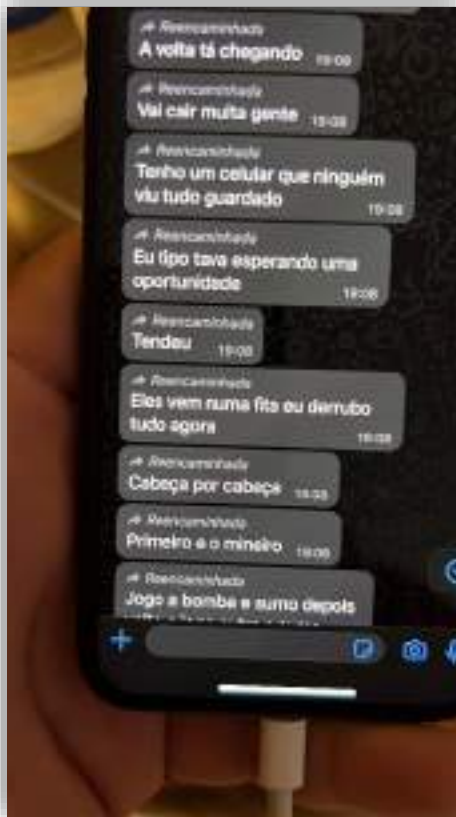 Reencaminhada
A volta tá chegando 19:08
Reencaminhada
Vai cair muita gente 19:08
Reencaminhada
Tenho um celular que ninguém
viu tudo guardado
19:08
Reencaminhada
Eu tipo tava esperando uma
oportunidade
19:08
Reencaminhada
Tendeu 19:08
Reencaminhada
Eles vem numa fita eu derrubo
tudo agora
19:08
Reencaminhada
Cabeça por cabeça 19:08
Reencaminhada
Primeiro e o mineiro 19:08
Reencaminhada
Jogo a bomba e sumo depois